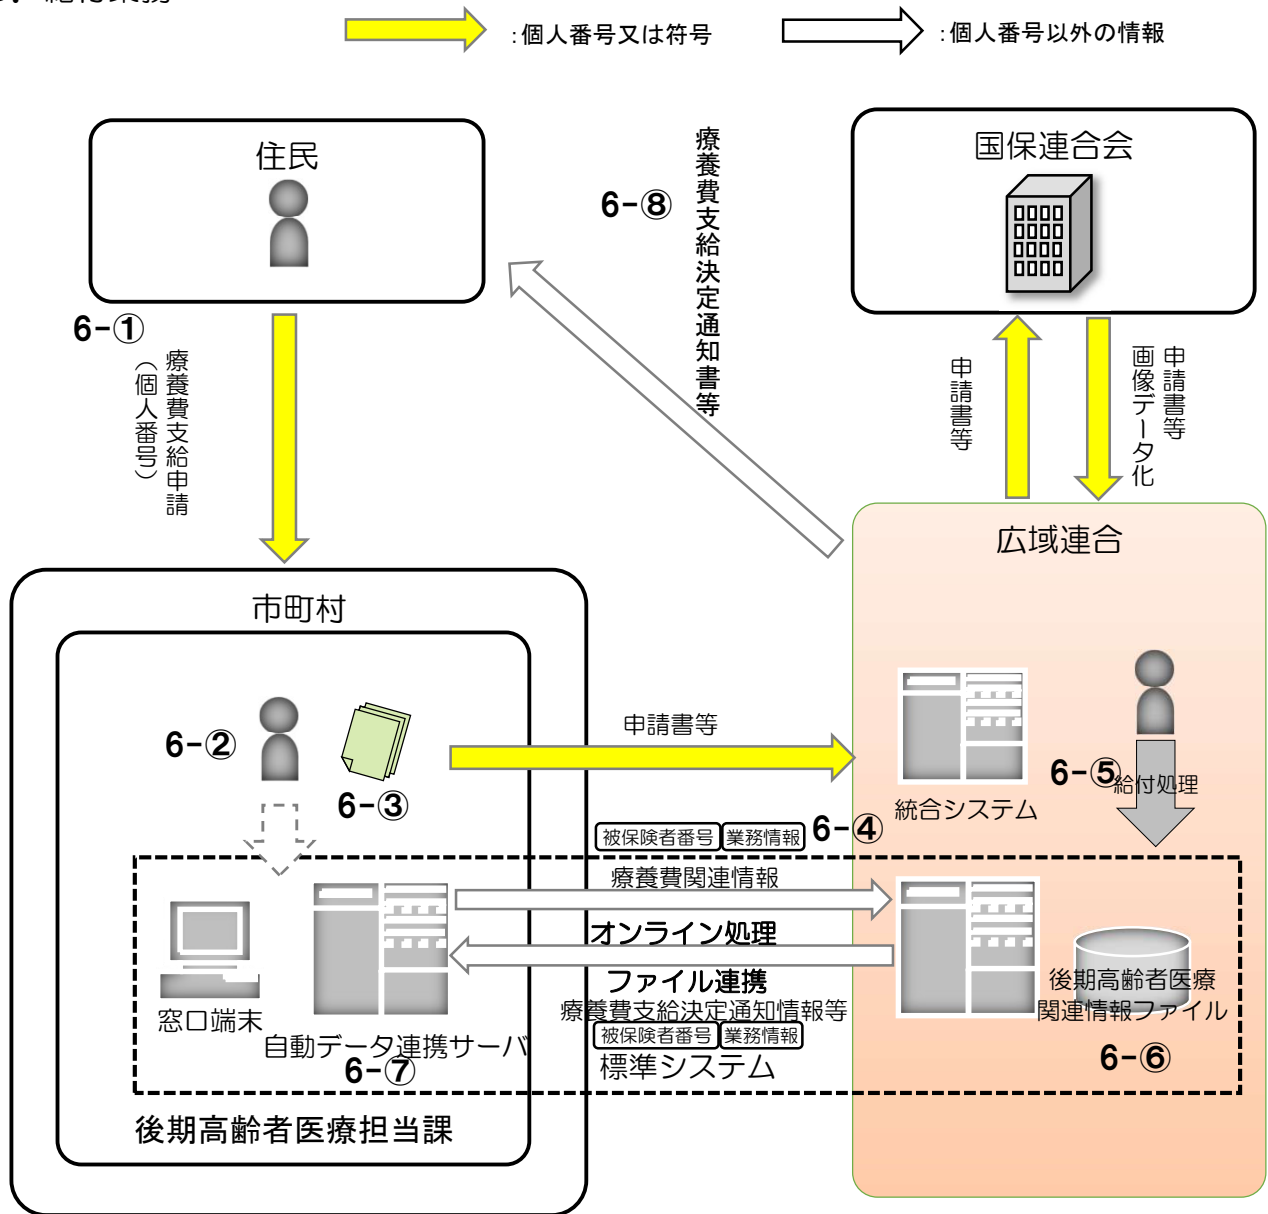 :個人番号又は符号
:個人番号以外の情報
住民
6-⑧
療養費支給決定通知書等
国保連合会
6-①
療養費支給申請
（個人番号）
申請書等
申請書等
画像データ化
広域連合
市町村
6-②
6-③
申請書等
統合システム
6-⑤
給付処理
被保険者番号 業務情報
6-④
療養費関連情報
オンライン処理
ファイル連携
療養費支給決定通知情報等
被保険者番号 業務情報
標準システム
窓口端末
自動データ連携サーバ
6-⑦
後期高齢者医療
関連情報ファイル
6-⑥
後期高齢者医療担当課